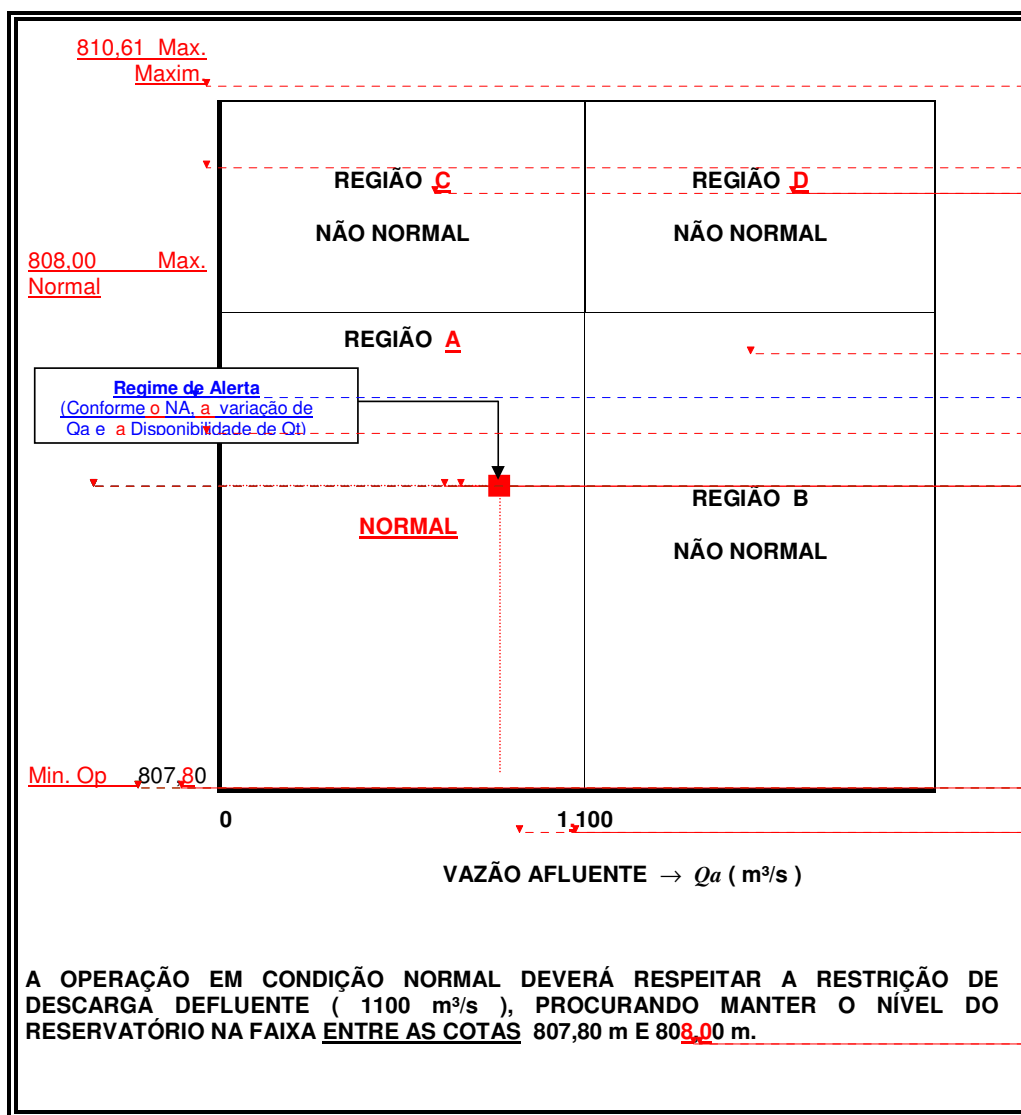 810,61 Max.
Maxim.
REGIÃO C
REGIÃO D
NÃO NORMAL
NÃO NORMAL
808,00 Max.
Normal
REGIÃO A
Regime de Alerta
(Conforme o NA, a variação de
Qa e a Disponibilidade de Qt)
REGIÃO B
NORMAL
NÃO NORMAL
Min. Op 807,80
0
1.100
VAZÃO AFLUENTE → Qa ( m³/s )
A OPERAÇÃO EM CONDIÇÃO NORMAL DEVERÁ RESPEITAR A RESTRIÇÃO DE
DESCARGA DEFLUENTE ( 1100 m³/s ), PROCURANDO MANTER O NÍVEL DO
RESERVATÓRIO NA FAIXA ENTRE AS COTAS 807,80 m E 808,00 m.